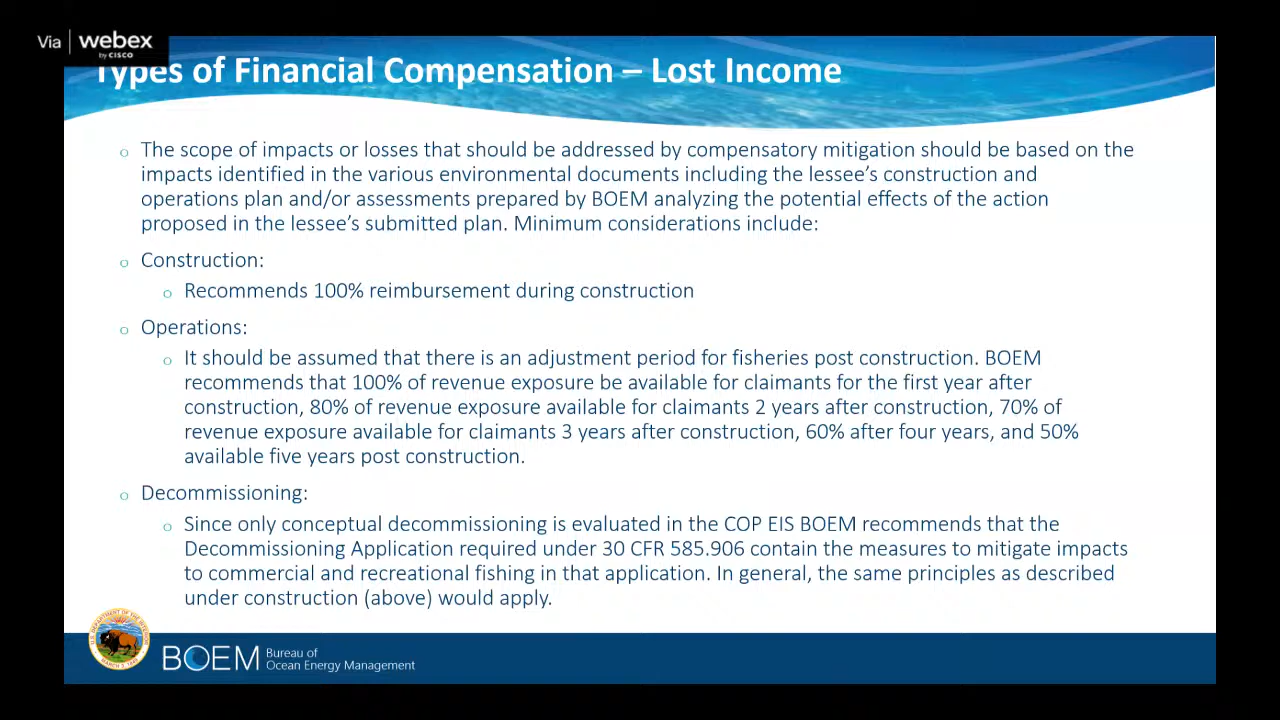 Via webex
by CISCO
Types of Financial Compensation – Lost Income
The scope of impacts or losses that should be addressed by compensatory mitigation should be based on the
impacts identified in the various environmental documents including the lessee's construction and
operations plan and/or assessments prepared by BOEM analyzing the potential effects of the action
proposed in the lessee's submitted plan. Minimum considerations include:
Construction:
Recommends 100% reimbursement during construction
Operations:
It should be assumed that there is an adjustment period for fisheries post construction. BOEM
recommends that 100% of revenue exposure be available for claimants for the first year after
construction, 80% of revenue exposure available for claimants 2 years after construction, 70% of
revenue exposure available for claimants 3 years after construction, 60% after four years, and 50%
available five years post construction.
Decommissioning:
Since only conceptual decommissioning is evaluated in the COP EIS BOEM recommends that the
Decommissioning Application required under 30 CFR 585.906 contain the measures to mitigate impacts
to commercial and recreational fishing in that application. In general, the same principles as described
under construction (above) would apply.
U.S. DEPARTMENT OF THE INTERIOR
MARCH 3, 1849
BOEM
Bureau of
Ocean Energy Management